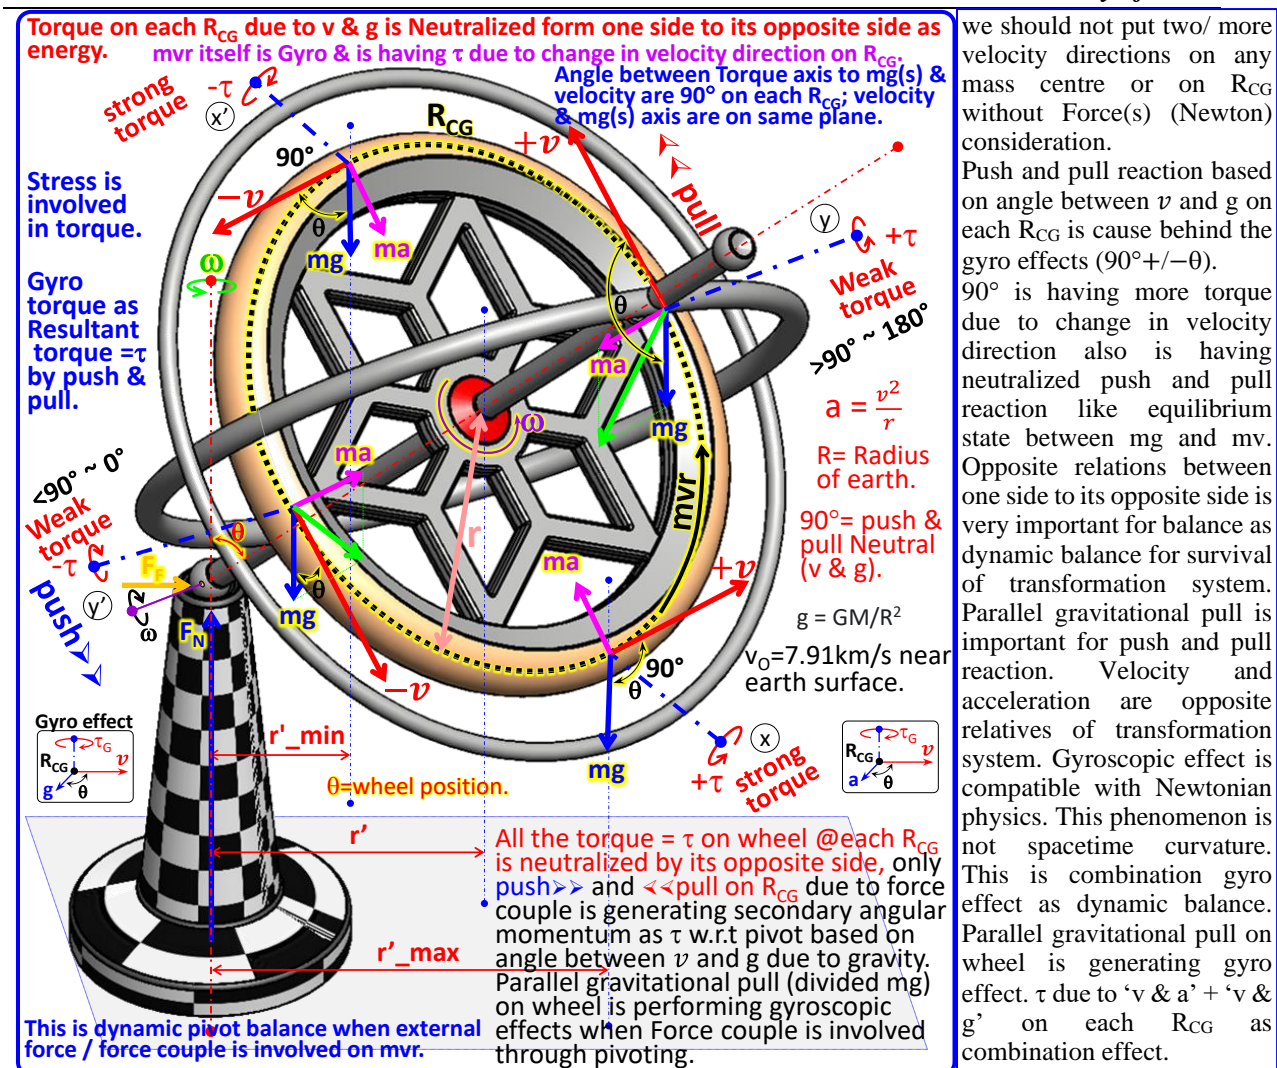 Torque on each RCG due to v & g is Neutralized form one side to its opposite side as
energy.
mvr itself is Gyro & is having τ due to change in velocity direction on RCG.
Angle between Torque axis to mg(s) &
velocity are 90° on each RCG; velocity
& mg(s) axis are on same plane.
strong
torque
-τ
x'
90°
RCG
+v
pull
−v
θ
mg
ma
Stress is
involved
in torque.
ω
Gyro
torque as
Resultant
torque =τ
by push &
pull.
y
+τ
Weak
torque
>90° ~ 180°
θ
ma
mg
a = v²/r
R= Radius
of earth.
90°= push &
pull Neutral
(v & g).
g = GM/R²
vO=7.91km/s near
earth surface.
ω
r
mvr
<90° ~ 0°
Weak
torque
-τ
y'
push
θ
FF
ω
FN
ma
mg
θ
−v
ma
+v
90°
θ
mg
x
+τ
strong
torque
Gyro effect
τG
RCG
v
g
θ
τG
RCG
v
a
θ
r'_min
θ=wheel position.
r'
r'_max
All the torque = τ on wheel @each RCG
is neutralized by its opposite side, only
push➢➢ and ⮘⮘pull on RCG due to force
couple is generating secondary angular
momentum as τ w.r.t pivot based on
angle between v and g due to gravity.
Parallel gravitational pull (divided mg)
on wheel is performing gyroscopic
effects when Force couple is involved
through pivoting.
This is dynamic pivot balance when external
force / force couple is involved on mvr.
we should not put two/ more
velocity directions on any
mass centre or on RCG
without Force(s) (Newton)
consideration.
Push and pull reaction based
on angle between v and g on
each RCG is cause behind the
gyro effects (90°+/−θ).
90° is having more torque
due to change in velocity
direction also is having
neutralized push and pull
reaction like equilibrium
state between mg and mv.
Opposite relations between
one side to its opposite side is
very important for balance as
dynamic balance for survival
of transformation system.
Parallel gravitational pull is
important for push and pull
reaction. Velocity and
acceleration are opposite
relatives of transformation
system. Gyroscopic effect is
compatible with Newtonian
physics. This phenomenon is
not spacetime curvature.
This is combination gyro
effect as dynamic balance.
Parallel gravitational pull on
wheel is generating gyro
effect. τ due to ‘v & a’ + ‘v &
g’ on each RCG as
combination effect.